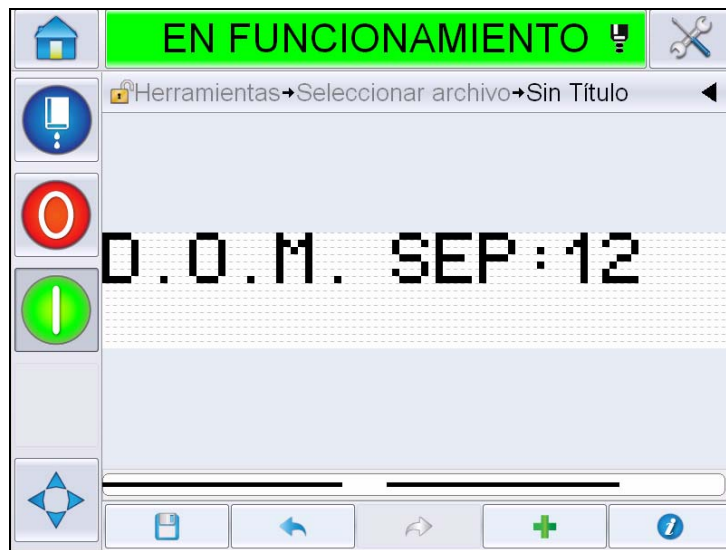 EN FUNCIONAMIENTO
Herramientas→Seleccionar archivo→Sin Título
D.O.M. SEP:12